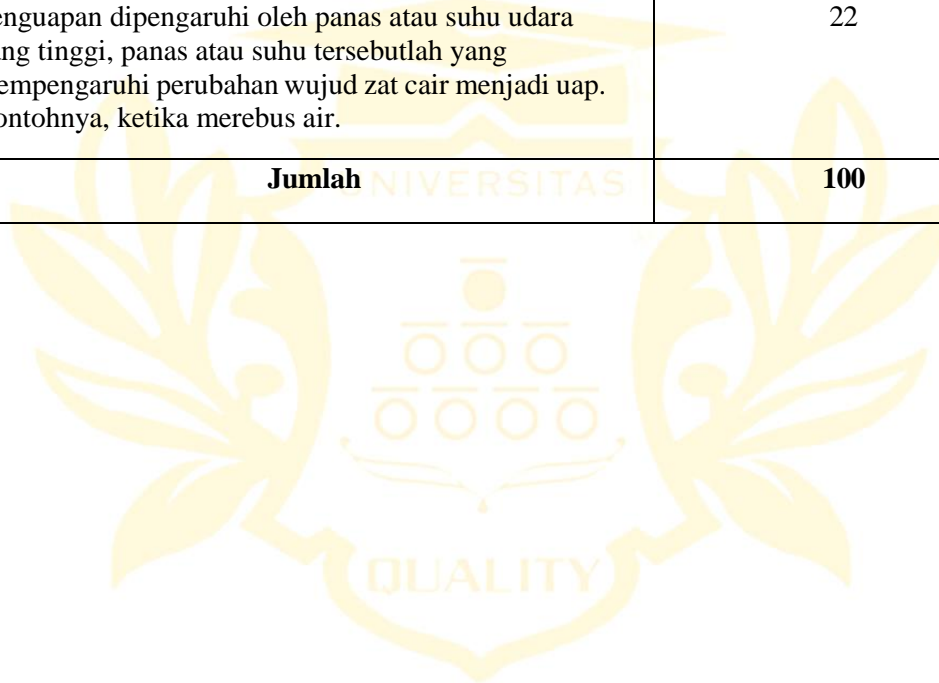 enguapan dipengaruhi oleh panas atau suhu udara 22
ang tinggi, panas atau suhu tersebutlah yang
empengaruhi perubahan wujud zat cair menjadi uap.
ontohnya, ketika merebus air.
Jumlah 100
UNIVERSITAS
QUALITY